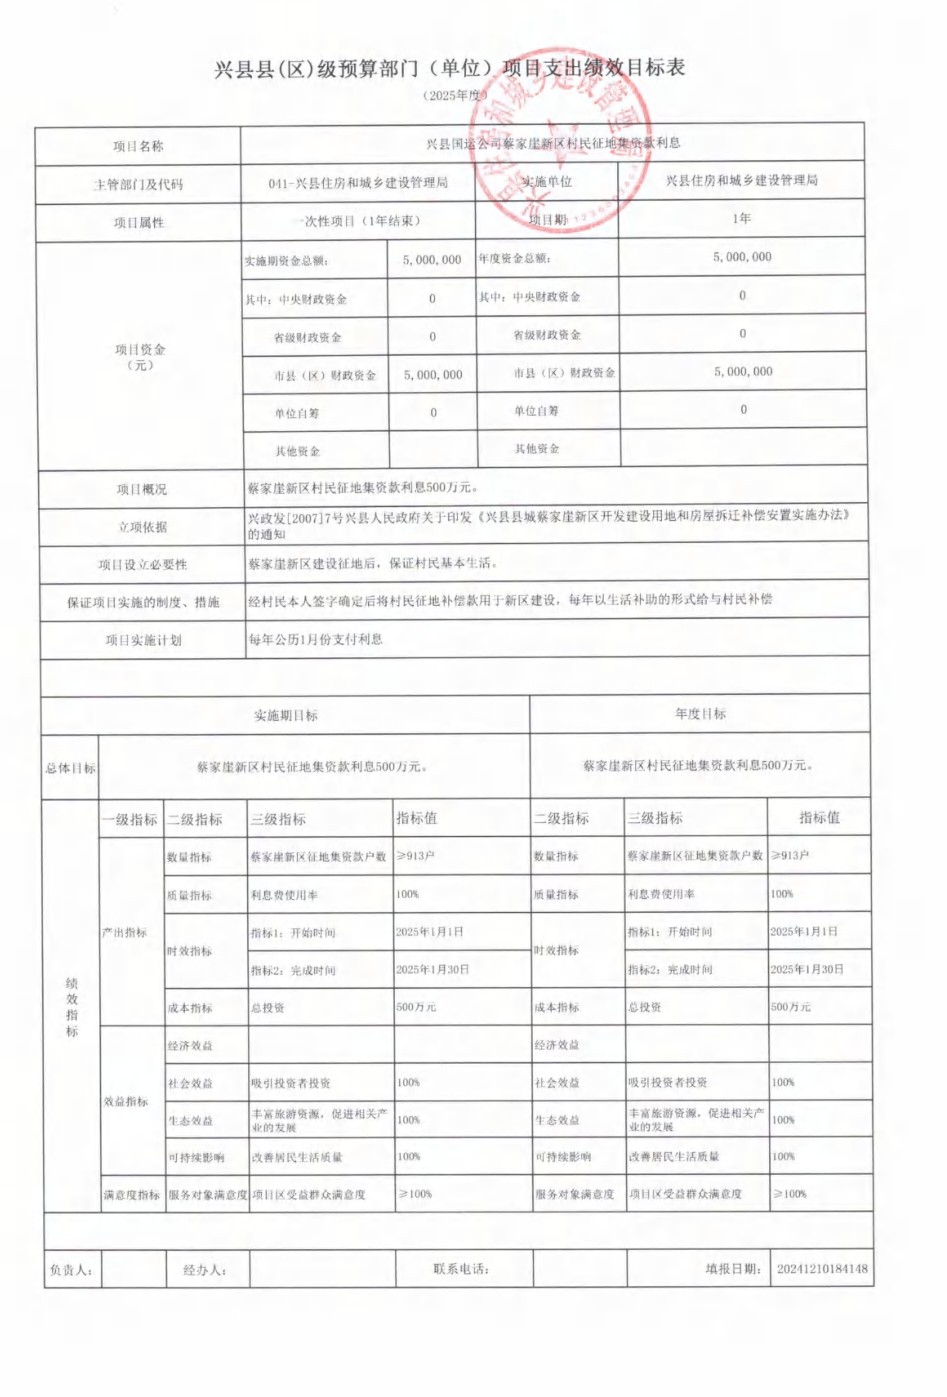 兴县县(区)级预算部门（单位）项目支出绩效目标表
（2025年度）
项目名称 兴县国运公司蔡家崖新区村民征地集资款利息
主管部门及代码 041-兴县住房和城乡建设管理局 实施单位 兴县住房和城乡建设管理局
项目属性 一次性项目（1年结束） 项目期 1年
项目资金
（元）
实施期资金总额： 5,000,000 年度资金总额： 5,000,000
其中：中央财政资金 0 其中：中央财政资金 0
省级财政资金 0 省级财政资金 0
市县（区）财政资金 5,000,000 市县（区）财政资金 5,000,000
单位自筹 0 单位自筹 0
其他资金 其他资金
项目概况 蔡家崖新区村民征地集资款利息500万元。
立项依据 兴政发[2007]7号兴县人民政府关于印发《兴县县城蔡家崖新区开发建设用地和房屋拆迁补偿安置实施办法》
的通知
项目设立必要性 蔡家崖新区建设征地后，保证村民基本生活。
保证项目实施的制度、措施 经村民本人签字确定后将村民征地补偿款用于新区建设，每年以生活补助的形式给与村民补偿
项目实施计划 每年公历1月份支付利息
实施期目标 年度目标
总体目标 蔡家崖新区村民征地集资款利息500万元。 蔡家崖新区村民征地集资款利息500万元。
绩效指标
一级指标 二级指标 三级指标 指标值 二级指标 三级指标 指标值
产出指标
数量指标 蔡家崖新区征地集资款户数 ≥913户 数量指标 蔡家崖新区征地集资款户数 ≥913户
质量指标 利息费使用率 100% 质量指标 利息费使用率 100%
时效指标 指标1：开始时间 2025年1月1日 时效指标 指标1：开始时间 2025年1月1日
指标2：完成时间 2025年1月30日 指标2：完成时间 2025年1月30日
成本指标 总投资 500万元 成本指标 总投资 500万元
效益指标
经济效益 经济效益
社会效益 吸引投资者投资 100% 社会效益 吸引投资者投资 100%
生态效益 丰富旅游资源，促进相关产业的发展 100% 生态效益 丰富旅游资源，促进相关产业的发展 100%
可持续影响 改善居民生活质量 100% 可持续影响 改善居民生活质量 100%
满意度指标 服务对象满意度 项目区受益群众满意度 ≥100% 服务对象满意度 项目区受益群众满意度 ≥100%
负责人： 经办人： 联系电话： 填报日期： 20241210184148
兴县住房和城乡建设管理局